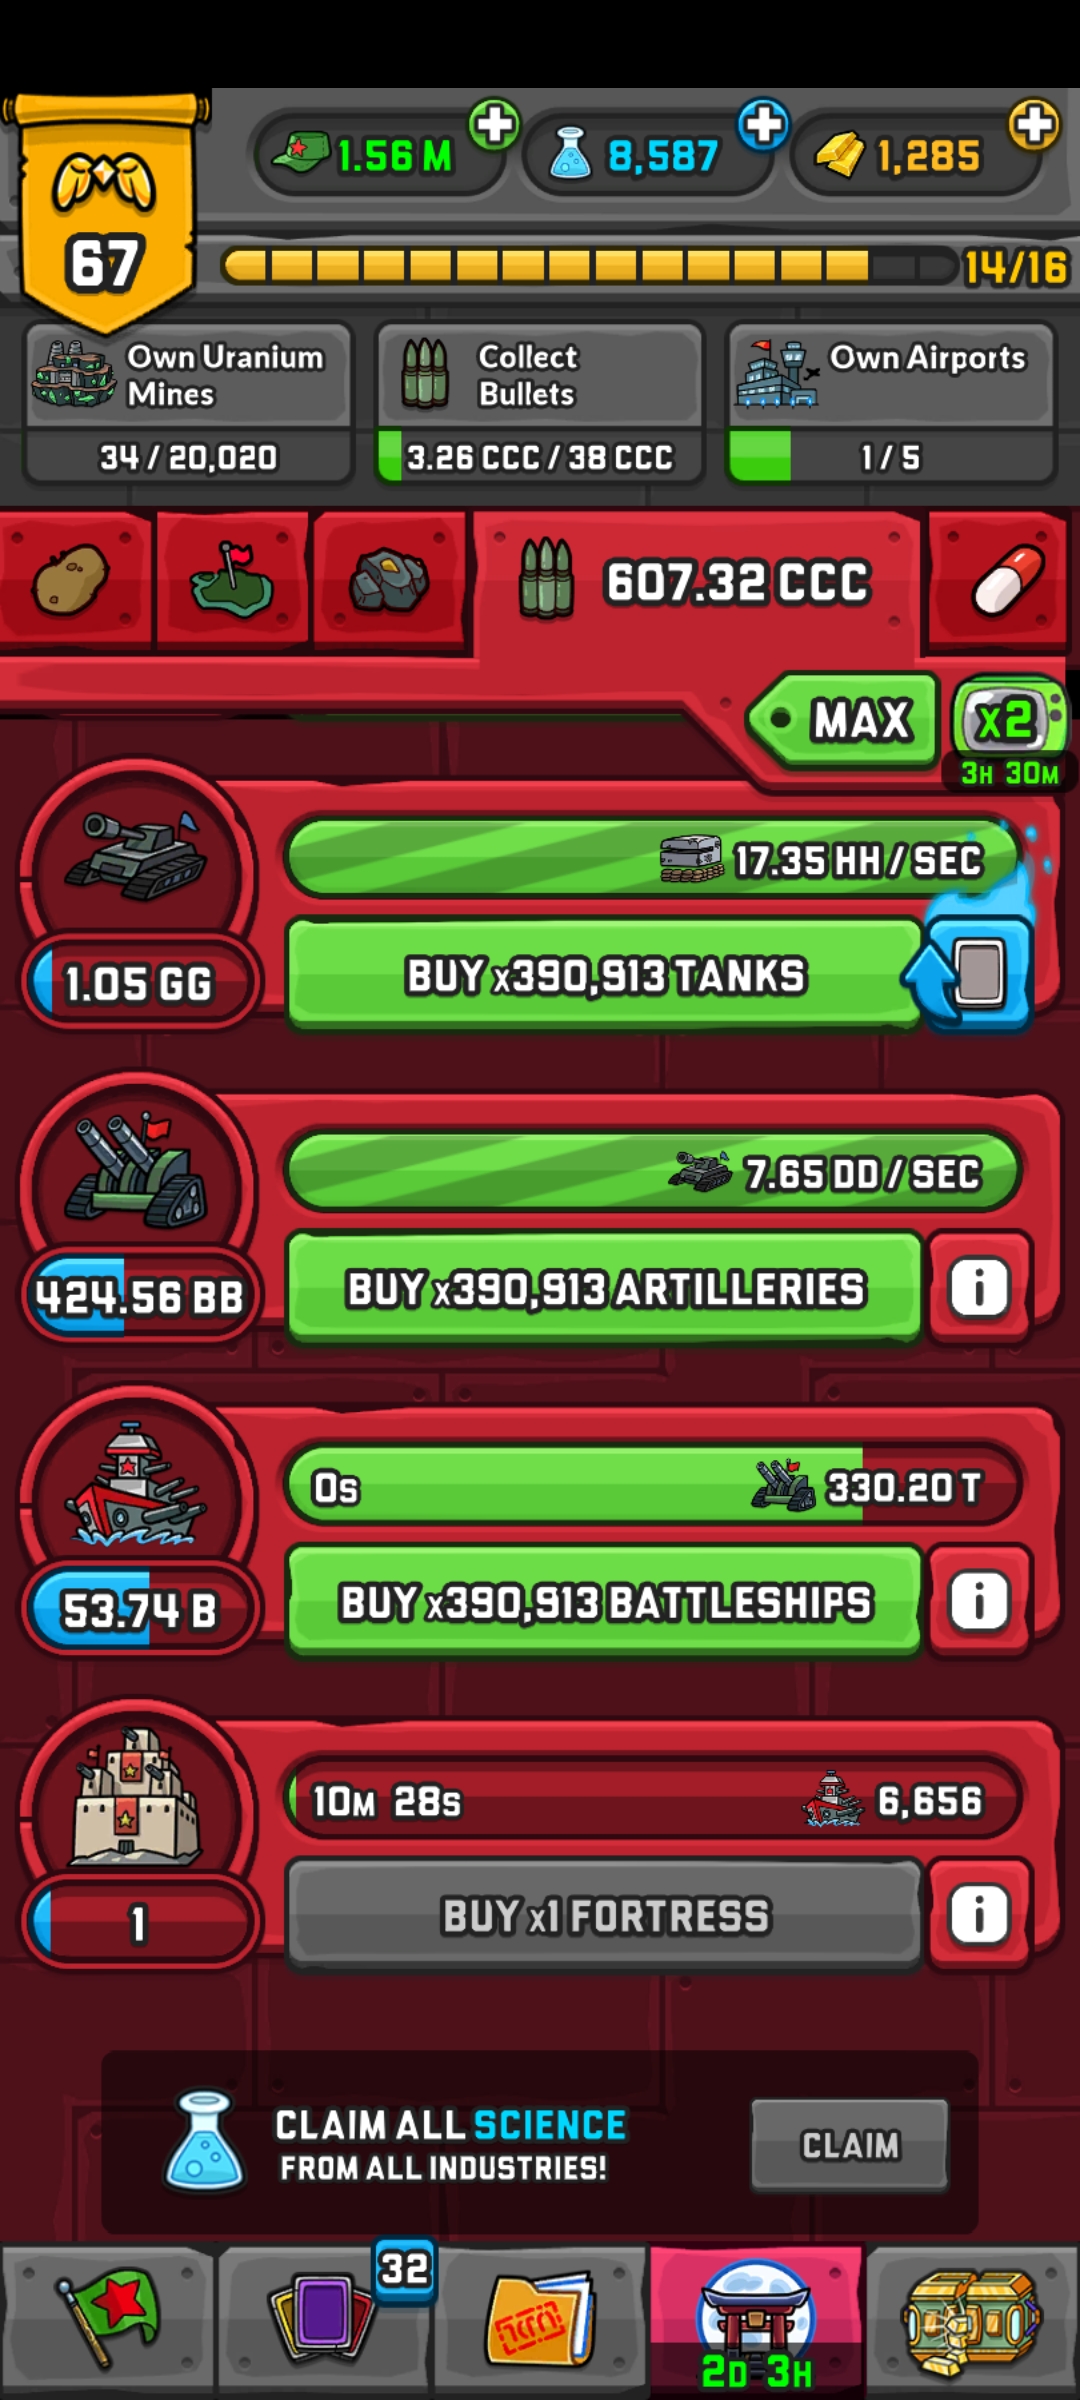 1.56 M
8,587
1,285
67
14/16
Own Uranium
Mines
34 / 20,020
Collect
Bullets
3.26 CCC / 38 CCC
Own Airports
1 / 5
607.32 CCC
MAX
x2
3H 30M
17.35 HH / SEC
1.05 GG
BUY x390,913 TANKS
7.65 DD / SEC
424.56 BB
BUY x390,913 ARTILLERIES
i
0s
330.20 T
53.74 B
BUY x390,913 BATTLESHIPS
i
10M 28s
6,656
1
BUY x1 FORTRESS
i
CLAIM ALL SCIENCE
FROM ALL INDUSTRIES!
CLAIM
32
2D 3H